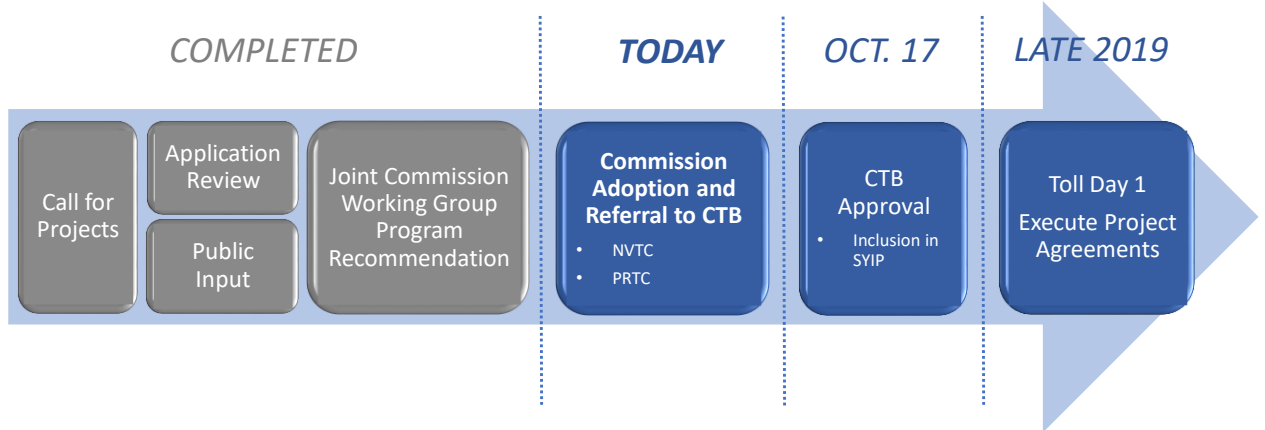 COMPLETED
TODAY
OCT. 17
LATE 2019
Call for
Projects
Application
Review
Public
Input
Joint Commission
Working Group
Program
Recommendation
Commission
Adoption and
Referral to CTB
• NVTC
• PRTC
CTB
Approval
• Inclusion in
SYIP
Toll Day 1
Execute Project
Agreements